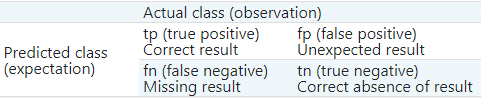 Actual class (observation)
Predicted class
(expectation)
tp (true positive)
Correct result
fp (false positive)
Unexpected result
fn (false negative)
Missing result
tn (true negative)
Correct absence of result